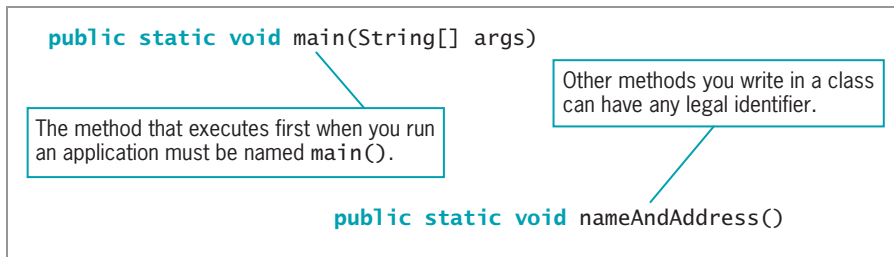 public static void main(String[] args)
Other methods you write in a class
can have any legal identifier.
The method that executes first when you run
an application must be named main().
public static void nameAndAddress()